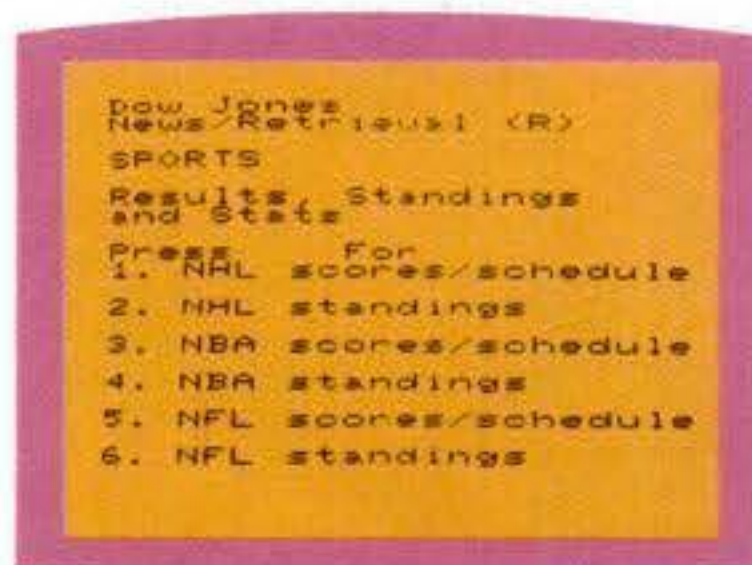 Dow Jones
News/Retrieval (R)
SPORTS
Results, Standings
and Stats
Press For
1. NHL scores/schedule
2. NHL standings
3. NBA scores/schedule
4. NBA standings
5. NFL scores/schedule
6. NFL standings